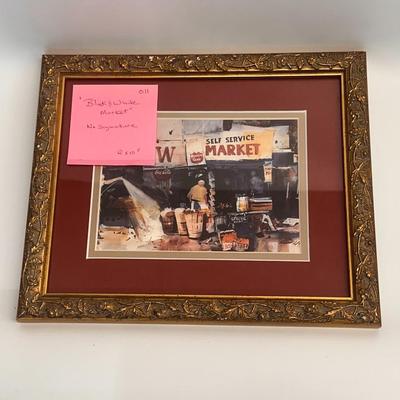 011
"Black & White
Market"
No Signature
8 x 10"
W
SELF SERVICE
MARKET